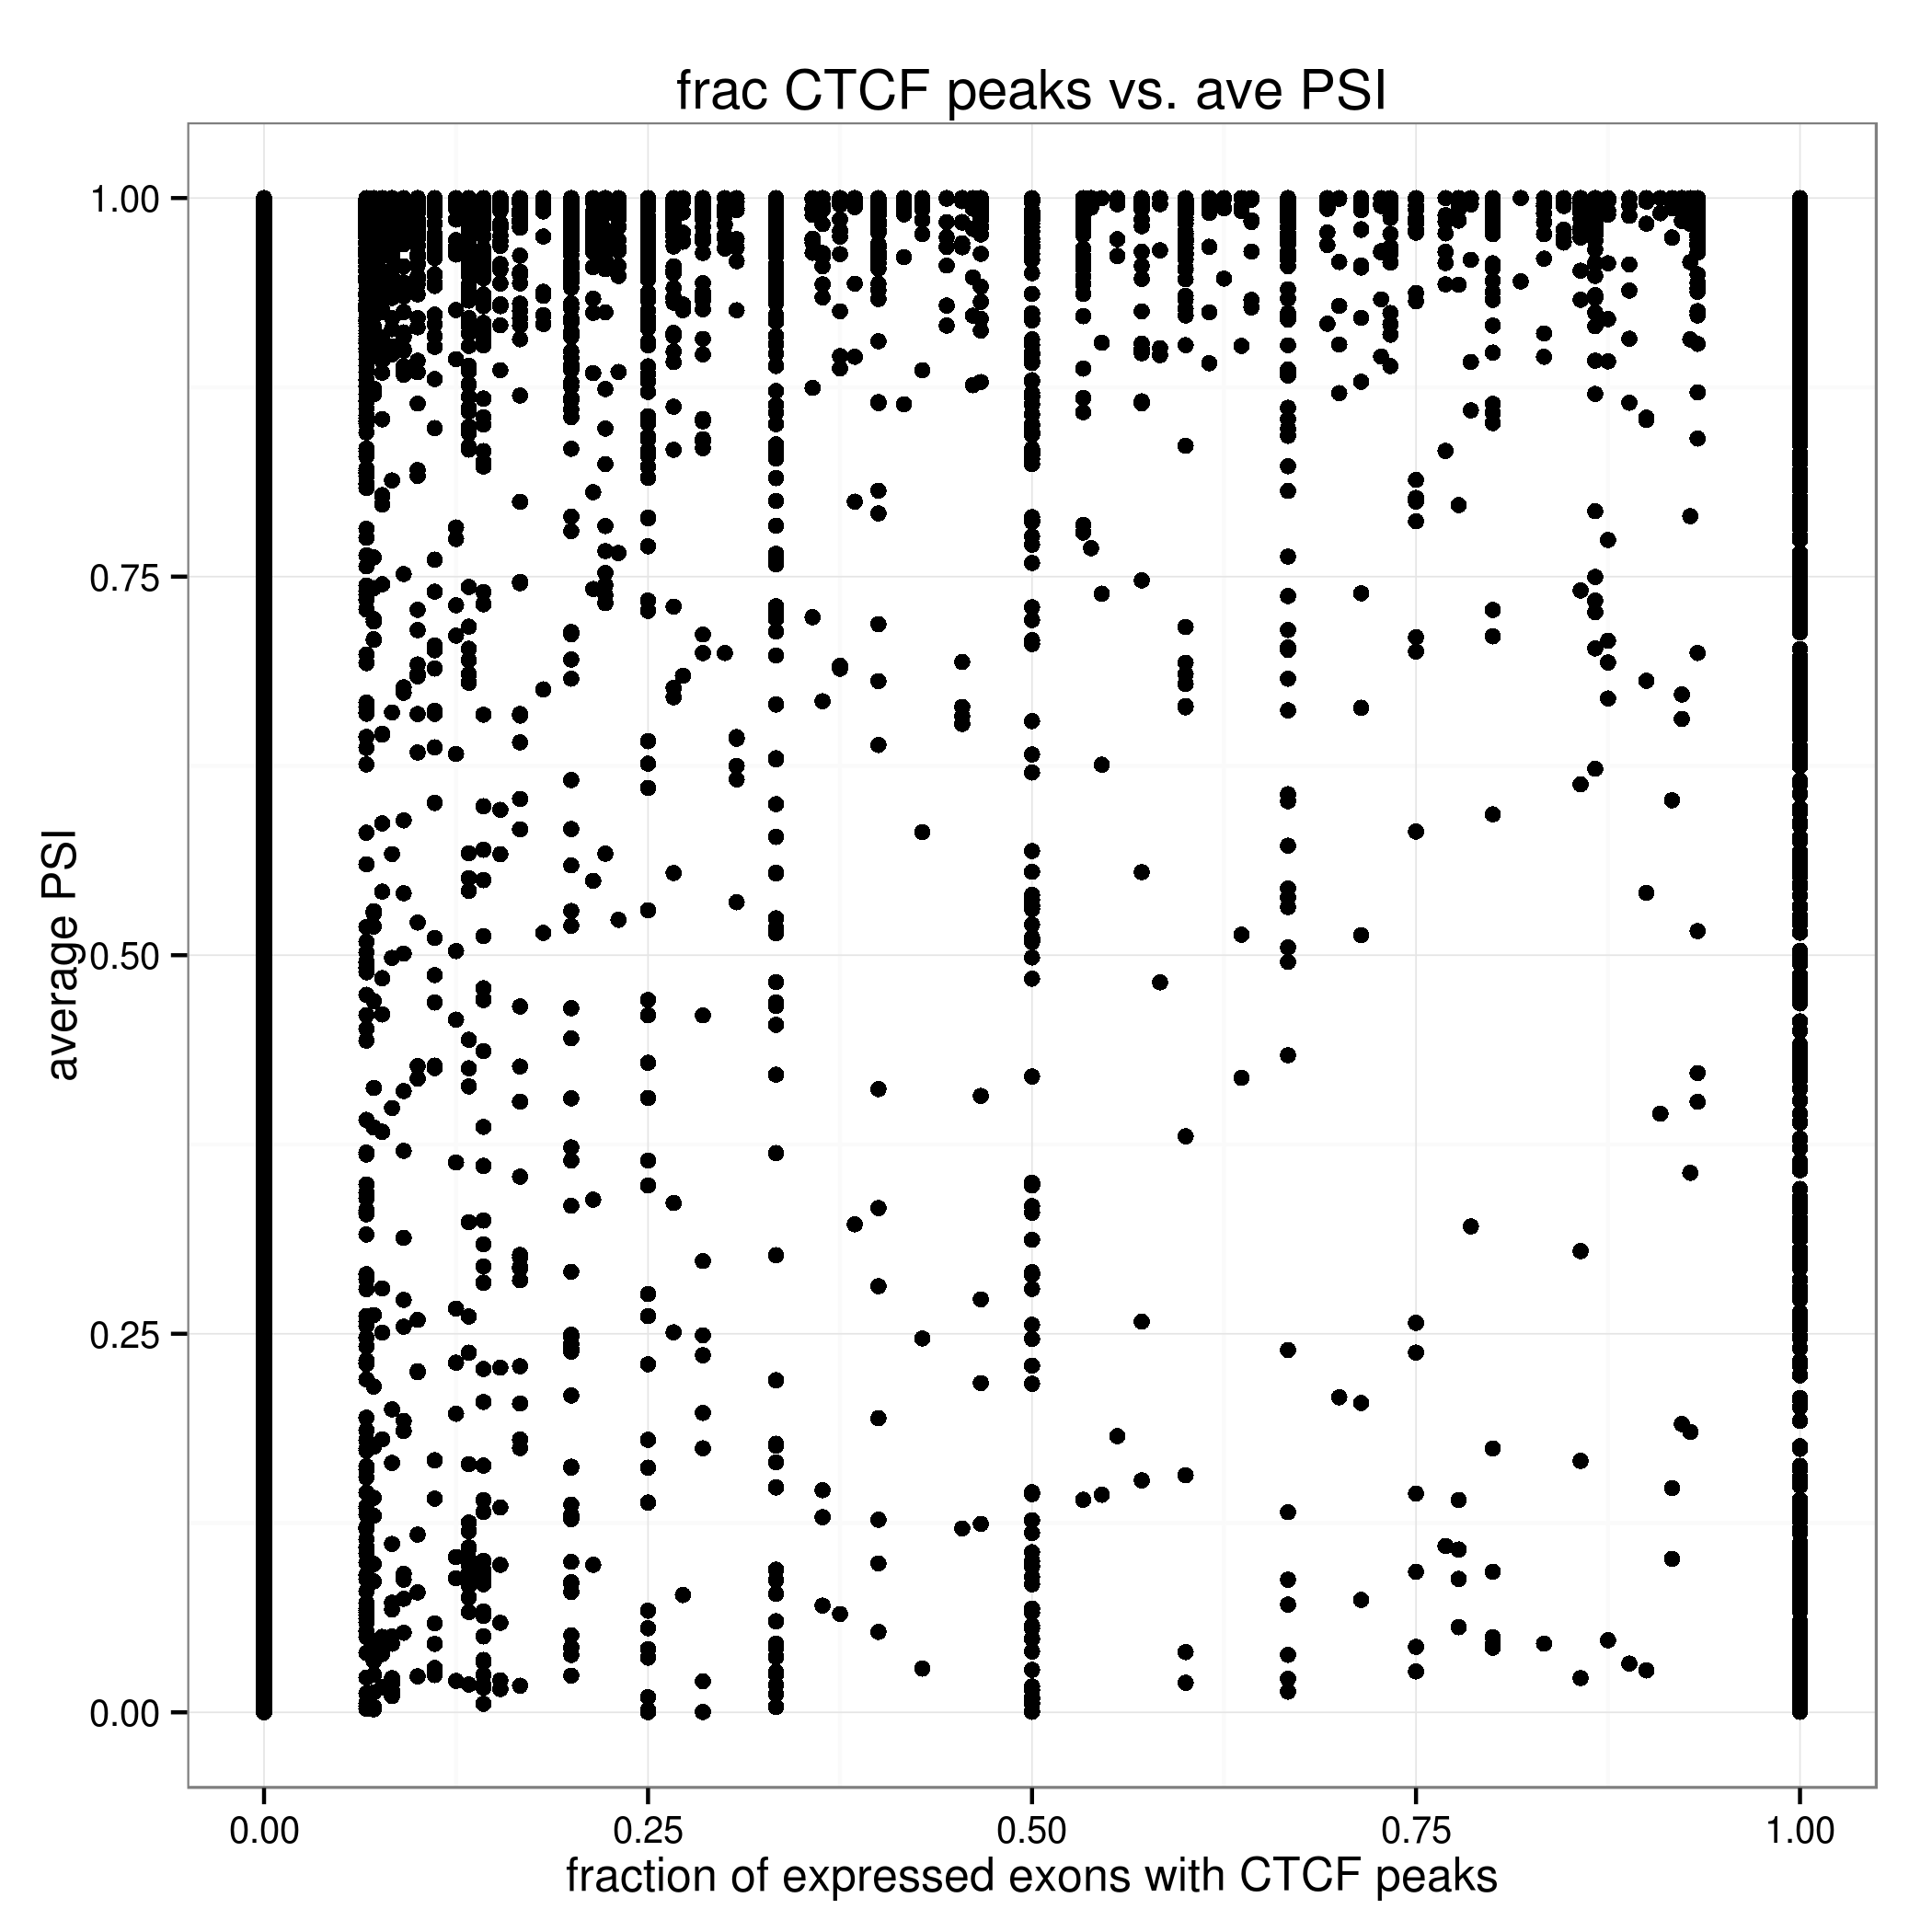 frac CTCF peaks vs. ave PSI
average PSI
1.00
0.75
0.50
0.25
0.00
0.00 0.25 0.50 0.75 1.00
fraction of expressed exons with CTCF peaks